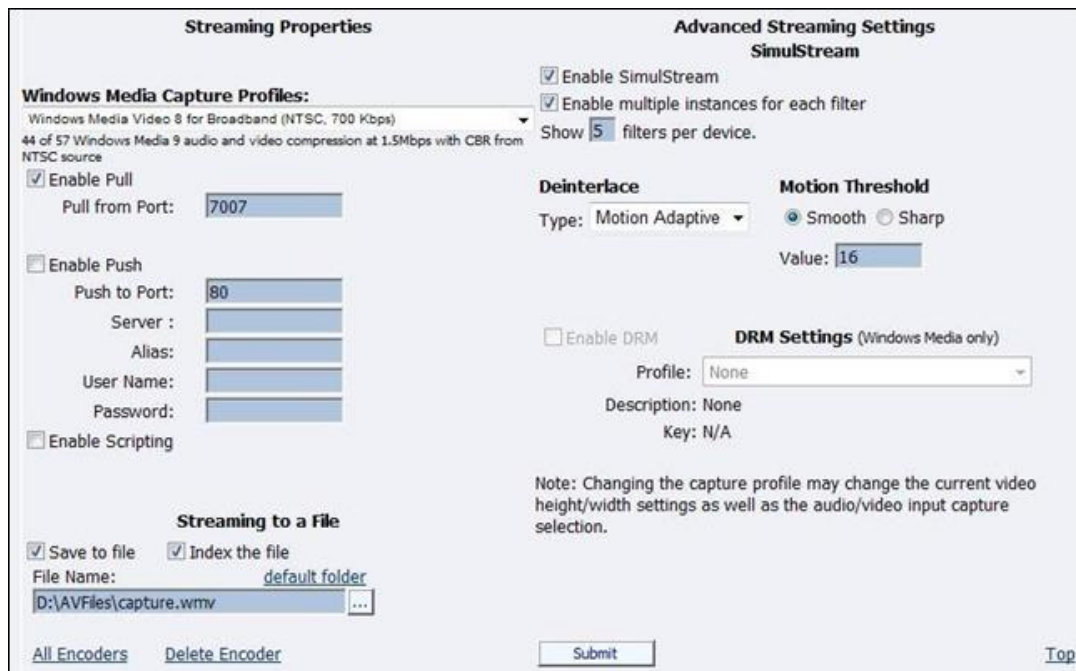 Streaming Properties
Windows Media Capture Profiles:
Windows Media Video 8 for Broadband (NTSC, 700 Kbps)
44 of 57 Windows Media 9 audio and video compression at 1.5Mbps with CBR from
NTSC source
Enable Pull
Pull from Port: 7007
Enable Push
Push to Port: 80
Server :
Alias:
User Name:
Password:
Enable Scripting
Streaming to a File
Save to file Index the file
File Name: default folder
D:\AVFiles\capture.wmv ...
All Encoders Delete Encoder
Advanced Streaming Settings
SimulStream
Enable SimulStream
Enable multiple instances for each filter
Show 5 filters per device.
Deinterlace
Type: Motion Adaptive
Motion Threshold
Smooth Sharp
Value: 16
Enable DRM DRM Settings (Windows Media only)
Profile: None
Description: None
Key: N/A
Note: Changing the capture profile may change the current video
height/width settings as well as the audio/video input capture
selection.
Submit
Top